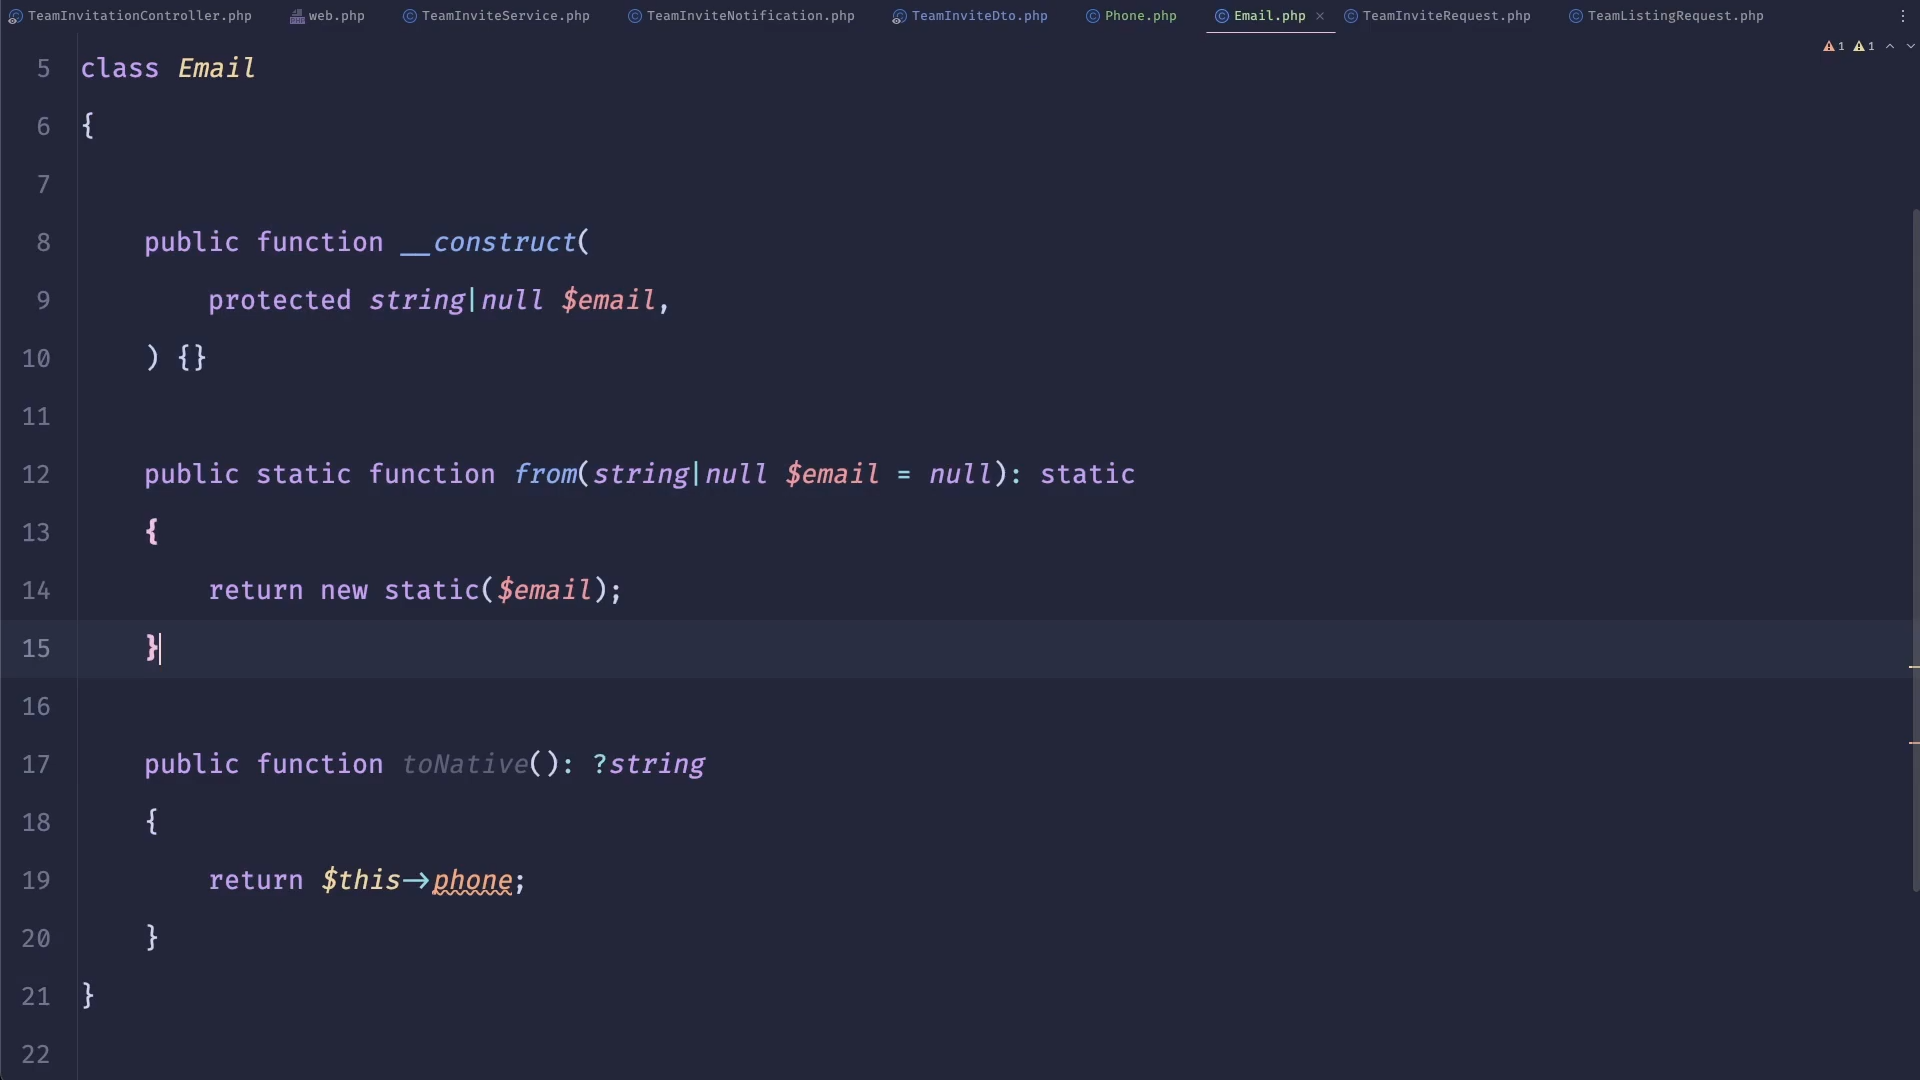 TeamInvitationController.php web.php TeamInviteService.php TeamInviteNotification.php TeamInviteDto.php Phone.php Email.php × TeamInviteRequest.php TeamListingRequest.php
1 1
5 class Email
6 {
7
8 public function __construct(
9 protected string|null $email,
10 ) {}
11
12 public static function from(string|null $email = null): static
13 {
14 return new static($email);
15 }
16
17 public function toNative(): ?string
18 {
19 return $this->phone;
20 }
21 }
22